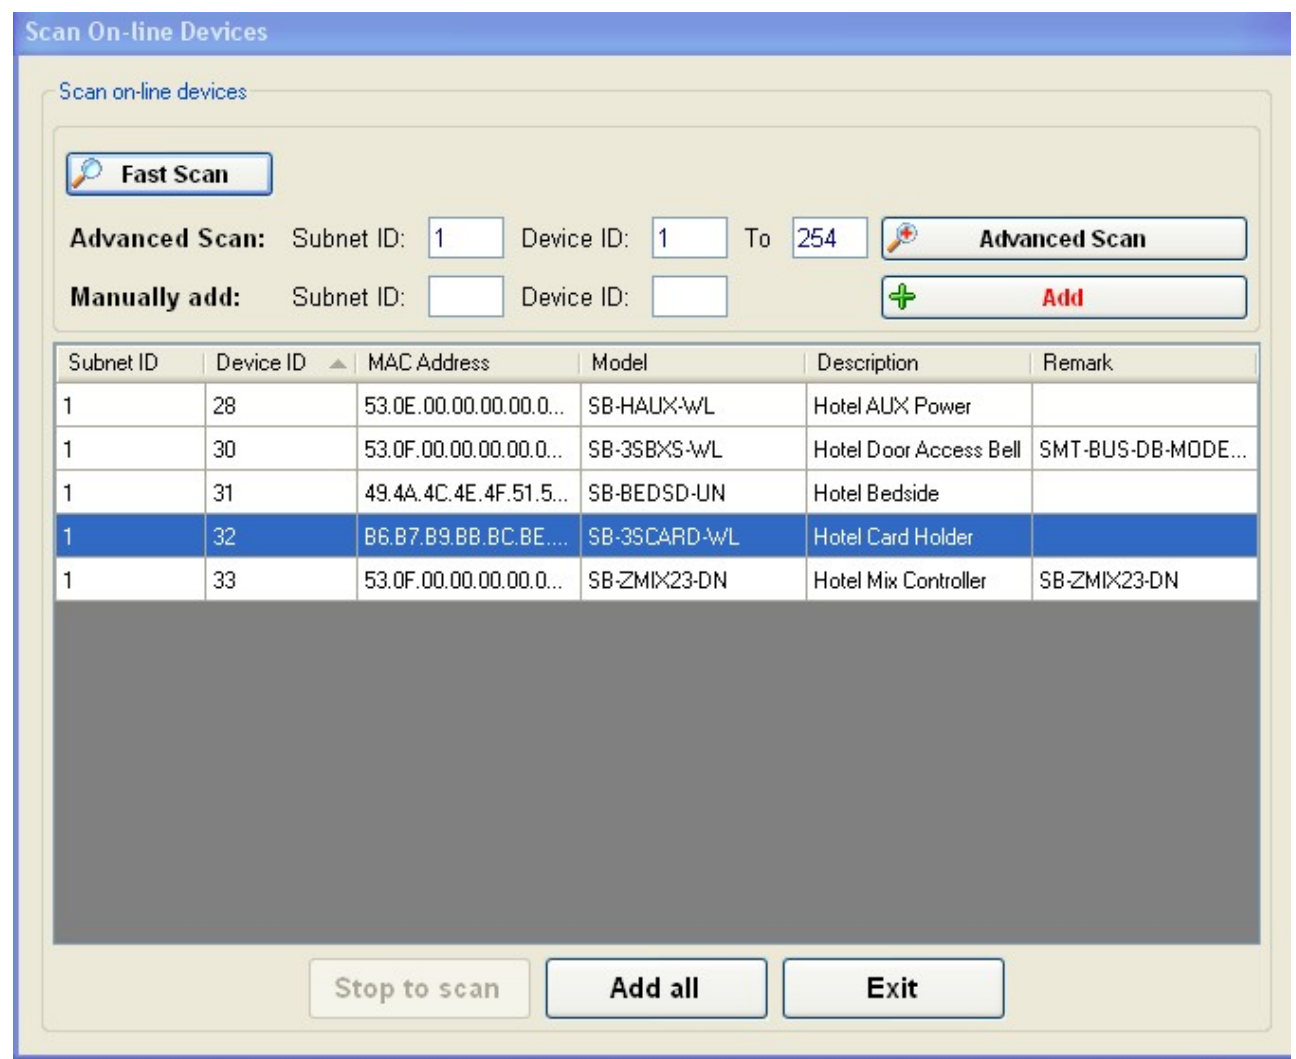 Scan On-line Devices
Scan on-line devices
Fast Scan
Advanced Scan: Subnet ID: 1 Device ID: 1 To 254 Advanced Scan
Manually add: Subnet ID: Device ID: Add
Subnet ID Device ID MAC Address Model Description Remark
1 28 53.0E.00.00.00.00.0... SB-HAUX-WL Hotel AUX Power
1 30 53.0F.00.00.00.00.0... SB-3SBXS-WL Hotel Door Access Bell SMT-BUS-DB-MODE...
1 31 49.4A.4C.4E.4F.51.5... SB-BEDSD-UN Hotel Bedside
1 32 B6.B7.B9.BB.BC.BE.... SB-3SCARD-WL Hotel Card Holder
1 33 53.0F.00.00.00.00.0... SB-ZMIX23-DN Hotel Mix Controller SB-ZMIX23-DN
Stop to scan Add all Exit